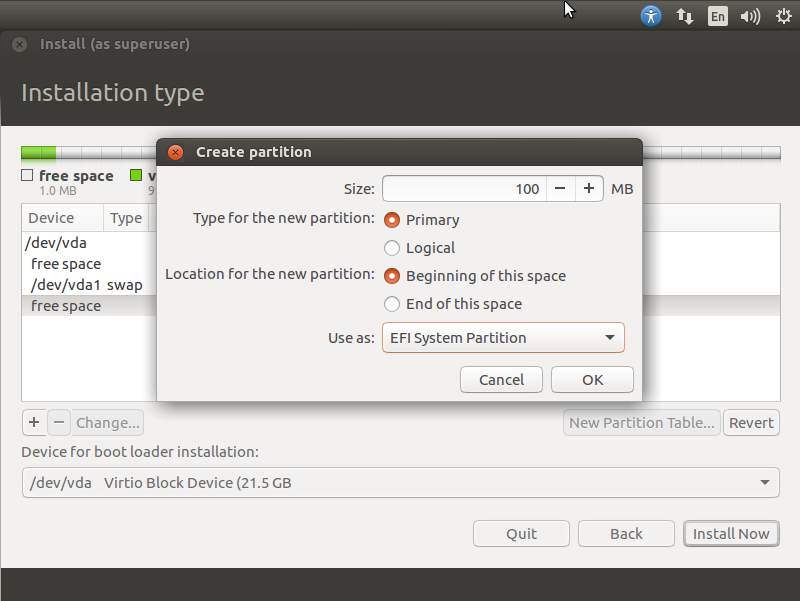 En
Install (as superuser)
Installation type
Create partition
free space
1.0 MB
Size: 100 MB
Type for the new partition: Primary
Logical
Location for the new partition: Beginning of this space
End of this space
Use as: EFI System Partition
Cancel OK
Device Type
/dev/vda
free space
/dev/vda1 swap
free space
+ − Change... New Partition Table... Revert
Device for boot loader installation:
/dev/vda Virtio Block Device (21.5 GB
Quit Back Install Now